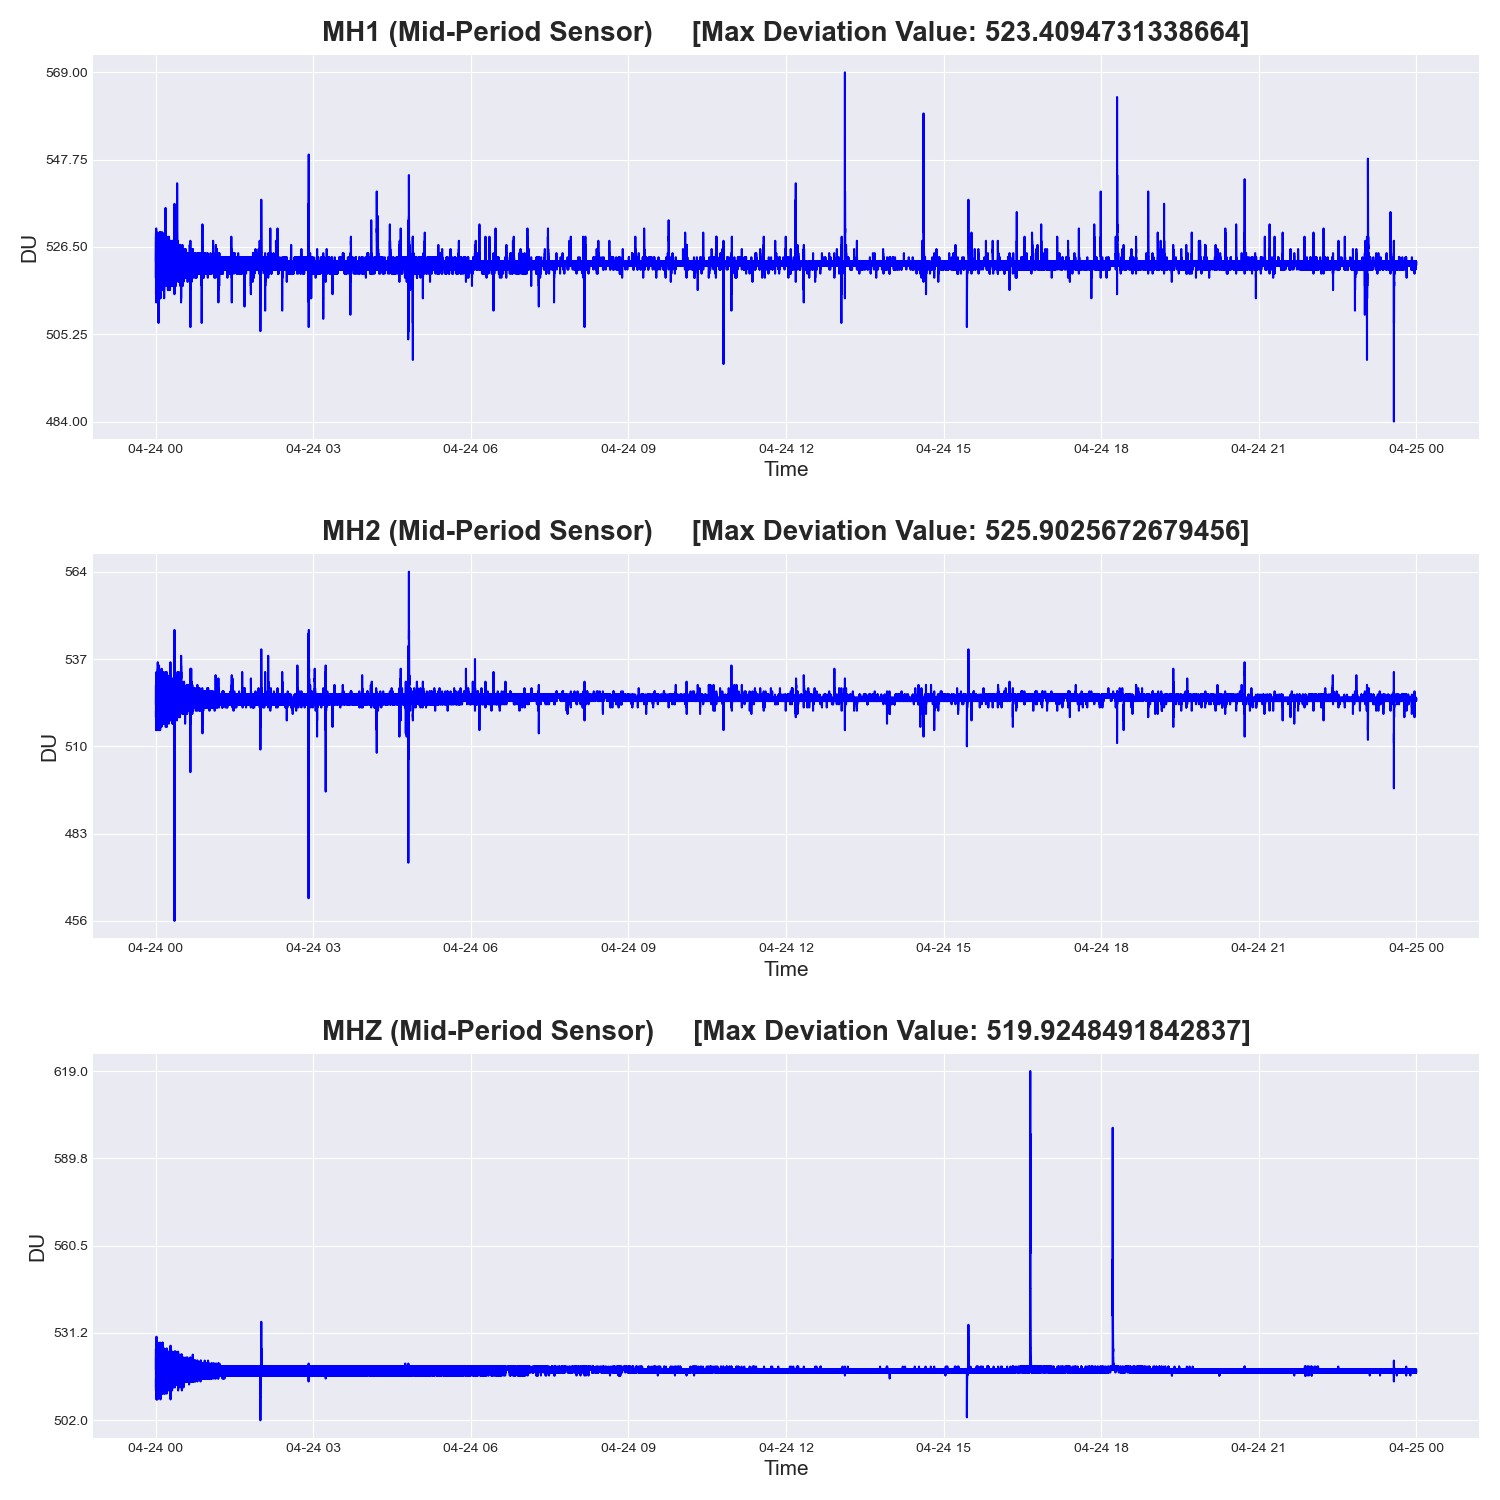 MH1 (Mid-Period Sensor) [Max Deviation Value: 523.4094731338664]
569.00
547.75
526.50
505.25
484.00
DU
04-24 00 04-24 03 04-24 06 04-24 09 04-24 12 04-24 15 04-24 18 04-24 21 04-25 00
Time
MH2 (Mid-Period Sensor) [Max Deviation Value: 525.9025672679456]
564
537
510
483
456
DU
04-24 00 04-24 03 04-24 06 04-24 09 04-24 12 04-24 15 04-24 18 04-24 21 04-25 00
Time
MHZ (Mid-Period Sensor) [Max Deviation Value: 519.9248491842837]
619.0
589.8
560.5
531.2
502.0
DU
04-24 00 04-24 03 04-24 06 04-24 09 04-24 12 04-24 15 04-24 18 04-24 21 04-25 00
Time